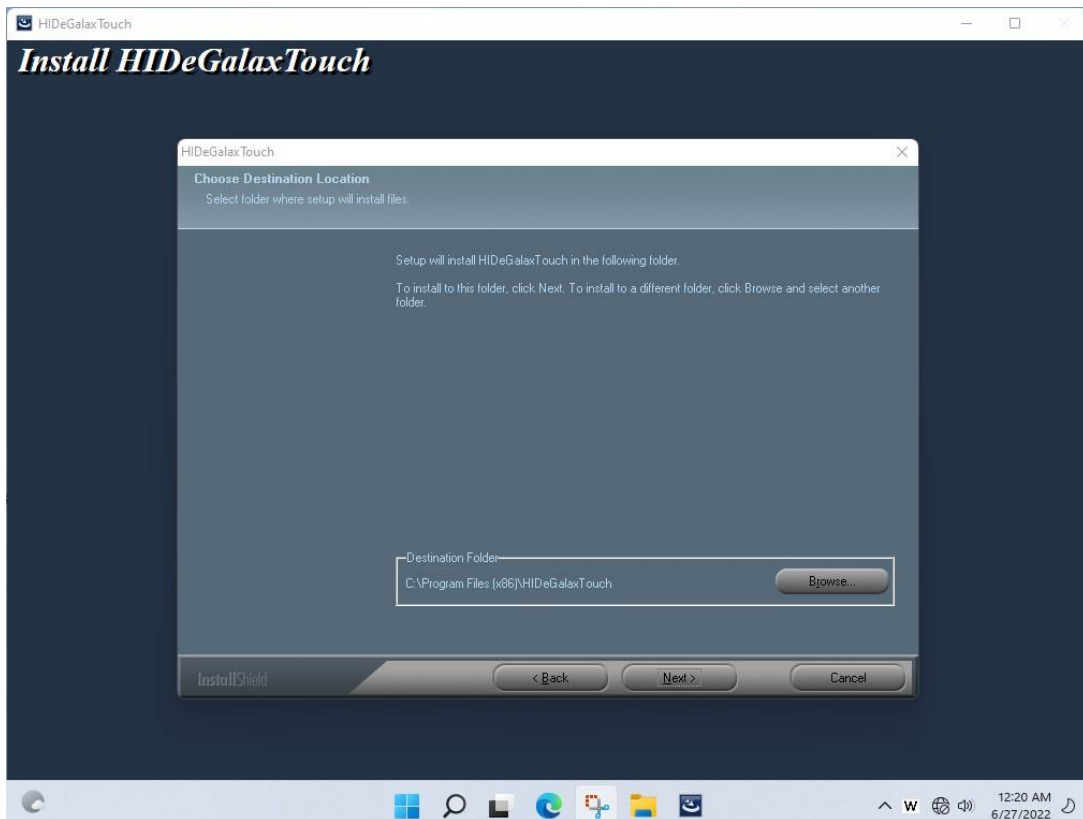 HIDeGalaxTouch
Install HIDeGalaxTouch
HIDeGalaxTouch
Choose Destination Location
Select folder where setup will install files.
Setup will install HIDeGalaxTouch in the following folder.
To install to this folder, click Next. To install to a different folder, click Browse and select another
folder.
Destination Folder
C:\Program Files (x86)\HIDeGalaxTouch
Browse...
InstallShield
< Back
Next >
Cancel
W
12:20 AM
6/27/2022